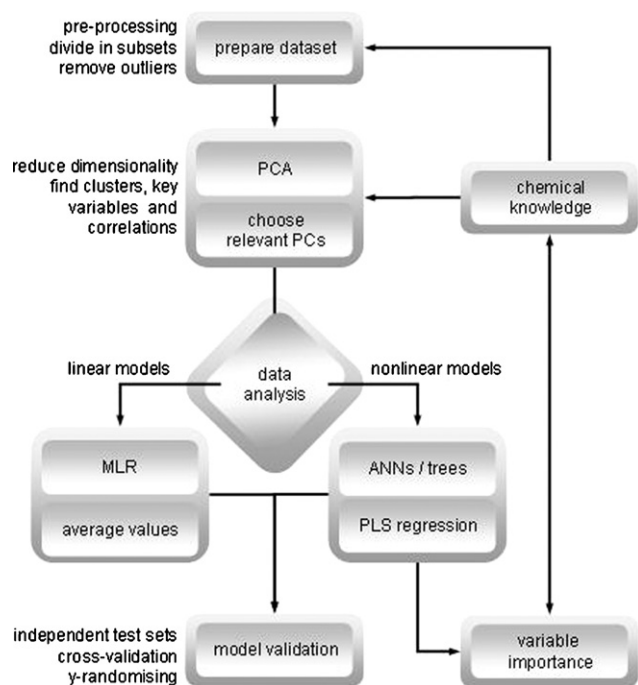 pre-processing
divide in subsets
remove outliers
prepare dataset
reduce dimensionality
find clusters, key
variables and
correlations
PCA
choose
relevant PCs
chemical
knowledge
linear models
data
analysis
nonlinear models
MLR
average values
ANNs / trees
PLS regression
independent test sets
cross-validation
y-randomising
model validation
variable
importance